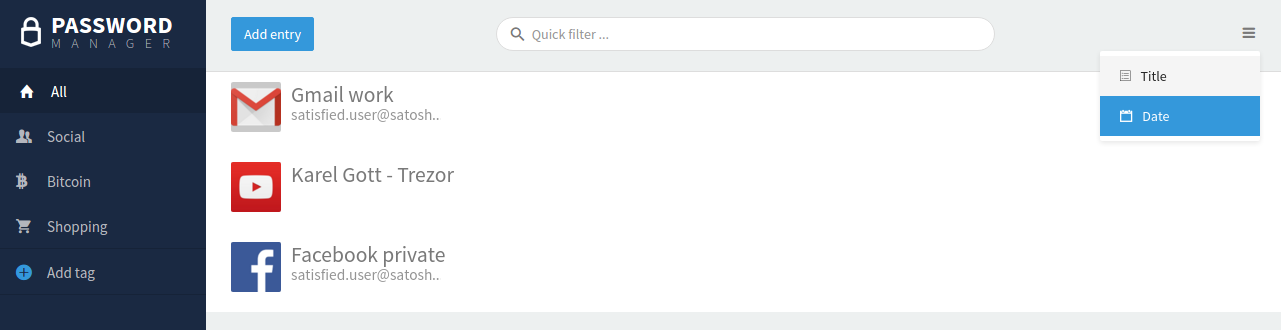 PASSWORD
MANAGER
All
Social
Bitcoin
Shopping
Add tag
Add entry
Quick filter ...
Title
Date
Gmail work
satisfied.user@satosh..
Karel Gott - Trezor
Facebook private
satisfied.user@satosh..